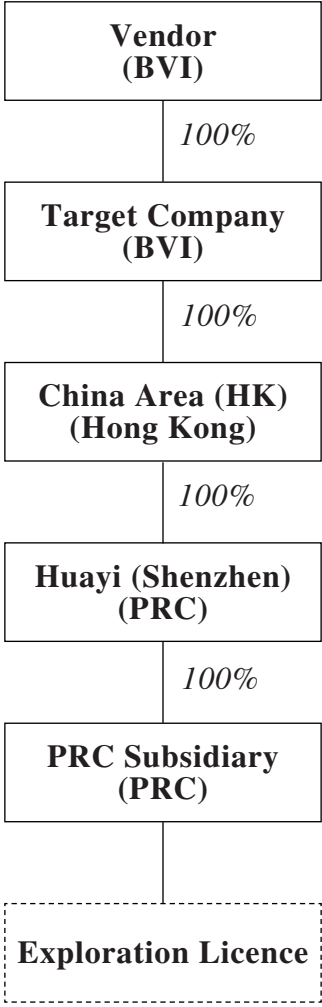 Vendor
(BVI)
100%
Target Company
(BVI)
100%
China Area (HK)
(Hong Kong)
100%
Huayi (Shenzhen)
(PRC)
100%
PRC Subsidiary
(PRC)
Exploration Licence